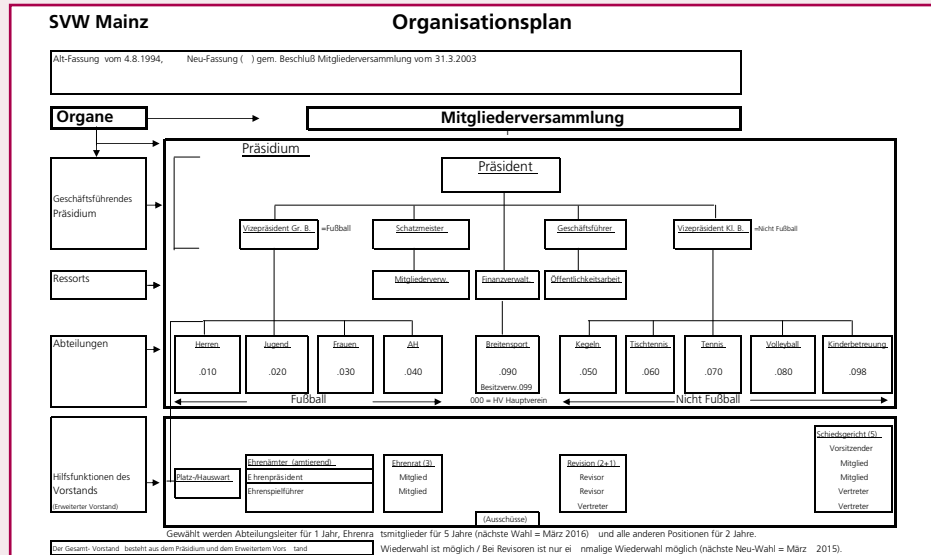 SVW Mainz
Organisationsplan
Alt-Fassung vom 4.8.1994, Neu-Fassung ( ) gem. Beschluß Mitgliederversammlung vom 31.3.2003
Organe
Mitgliederversammlung
Präsidium
Präsident
Geschäftsführendes
Präsidium
Vizepräsident Gr. B. =Fußball
Schatzmeister
Geschäftsführer
Vizepräsident Kl. B. =Nicht Fußball
Ressorts
Mitgliederverw.
Finanzverwalt.
Öffentlichkeitsarbeit
Abteilungen
Herren
.010
Jugend
.020
Frauen
.030
AH
.040
Breitensport
.090
Besitzverw.099
Kegeln
.050
Tischtennis
.060
Tennis
.070
Volleyball
.080
Kinderbetreuung
.098
Fußball
000 = HV Hauptverein
Nicht Fußball
Hilfsfunktionen des
Vorstands
(Erweiterter Vorstand)
Platz-/Hauswart
Ehrenämter (amtierend)
Ehrenpräsident
Ehrenspielführer
Ehrenrat (3)
Mitglied
Mitglied
Revision (2+1)
Revisor
Revisor
Vertreter
Schiedsgericht (5)
Vorsitzender
Mitglied
Mitglied
Vertreter
Vertreter
(Ausschüsse)
Gewählt werden Abteilungsleiter für 1 Jahr, Ehrenra tsmitglieder für 5 Jahre (nächste Wahl = März 2016) und alle anderen Positionen für 2 Jahre.
Der Gesamt- Vorstand besteht aus dem Präsidium und dem Erweitertem Vors tand
Wiederwahl ist möglich / Bei Revisoren ist nur ei nmalige Wiederwahl möglich (nächste Neu-Wahl = März 2015).